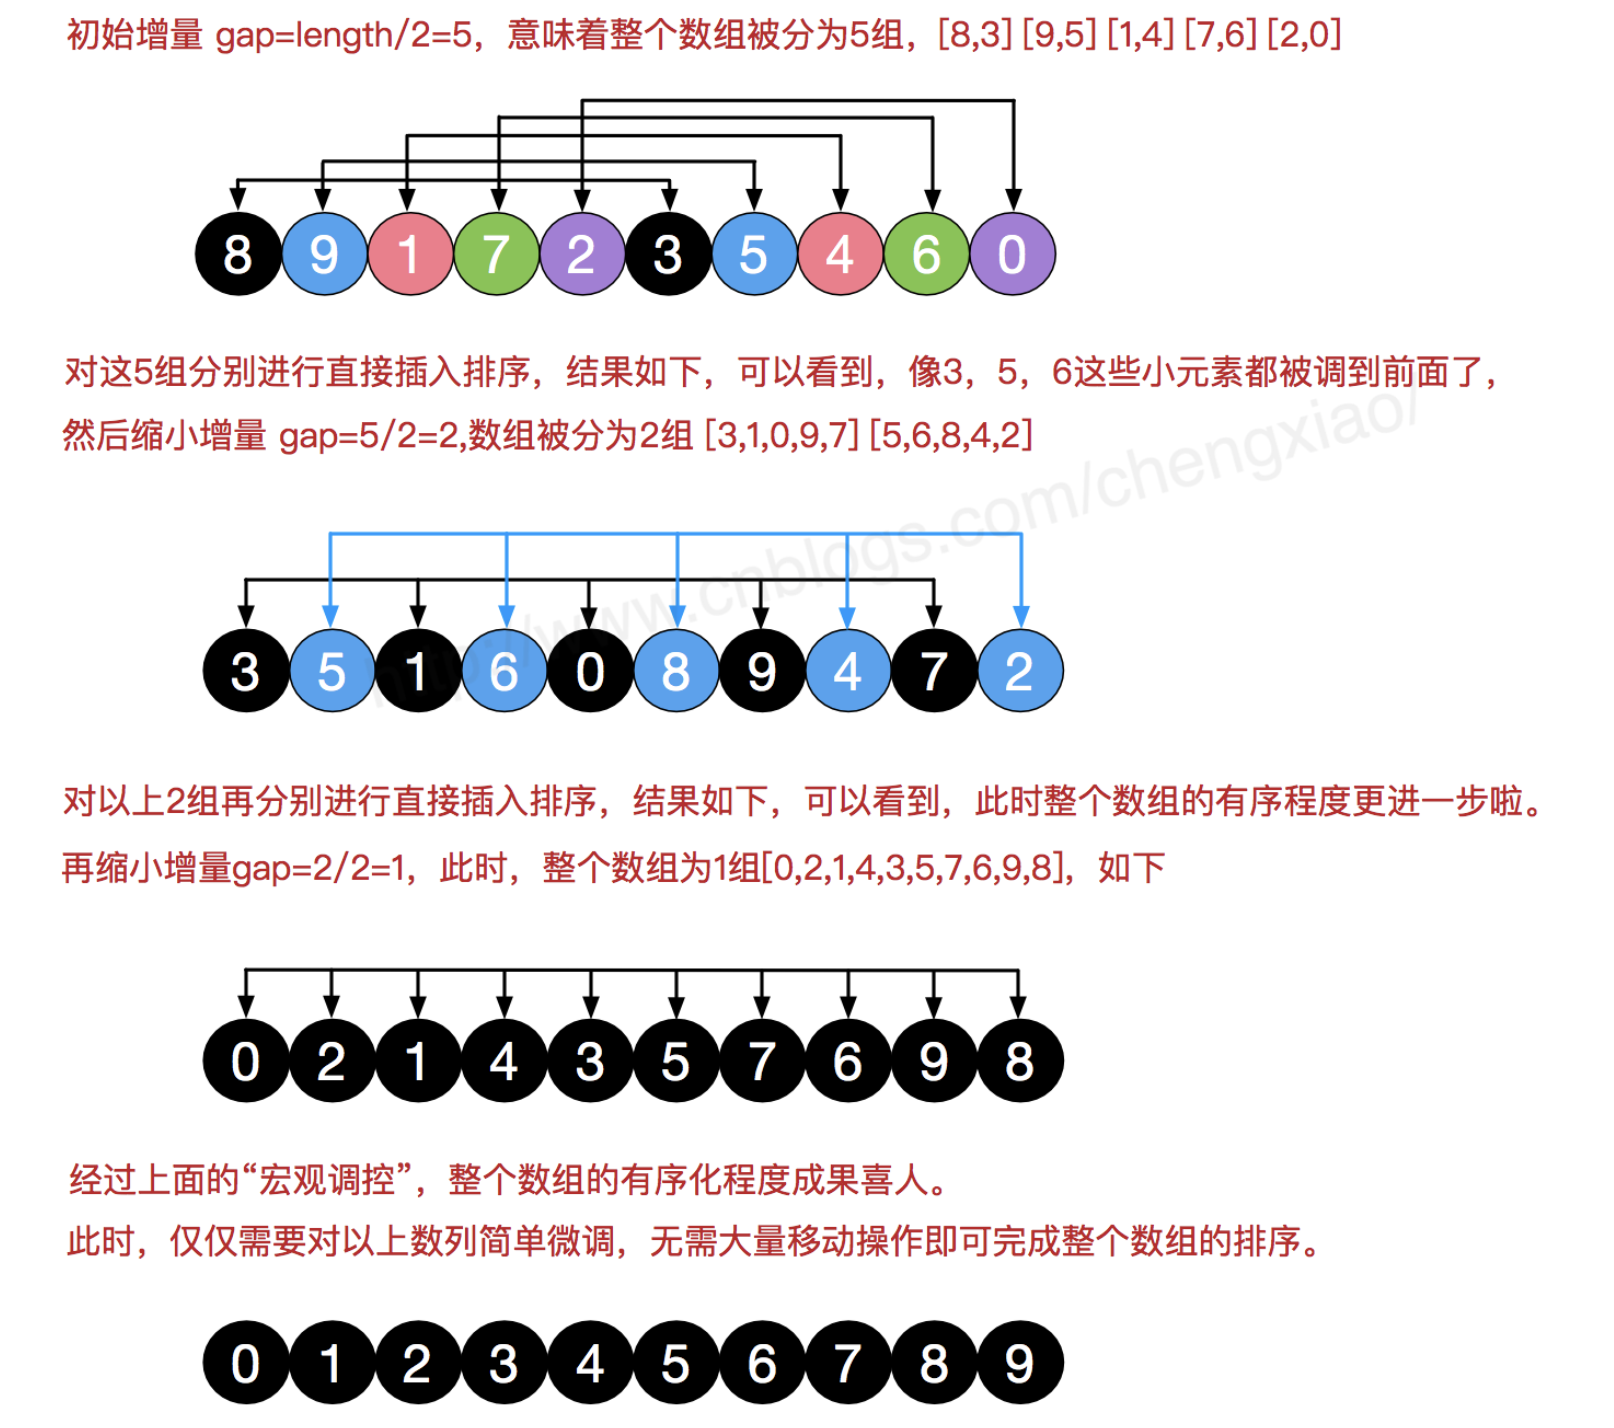 初始增量 gap=length/2=5，意味着整个数组被分为5组，[8,3][9,5][1,4][7,6][2,0]
8 9 1 7 2 3 5 4 6 0
对这5组分别进行直接插入排序，结果如下，可以看到，像3，5，6这些小元素都被调到前面了，
然后缩小增量 gap=5/2=2,数组被分为2组 [3,1,0,9,7][5,6,8,4,2]
http://www.cnblogs.com/chengxiao/
3 5 1 6 0 8 9 4 7 2
对以上2组再分别进行直接插入排序，结果如下，可以看到，此时整个数组的有序程度更进一步啦。
再缩小增量gap=2/2=1，此时，整个数组为1组[0,2,1,4,3,5,7,6,9,8]，如下
0 2 1 4 3 5 7 6 9 8
经过上面的“宏观调控”，整个数组的有序化程度成果喜人。
此时，仅仅需要对以上数列简单微调，无需大量移动操作即可完成整个数组的排序。
0 1 2 3 4 5 6 7 8 9